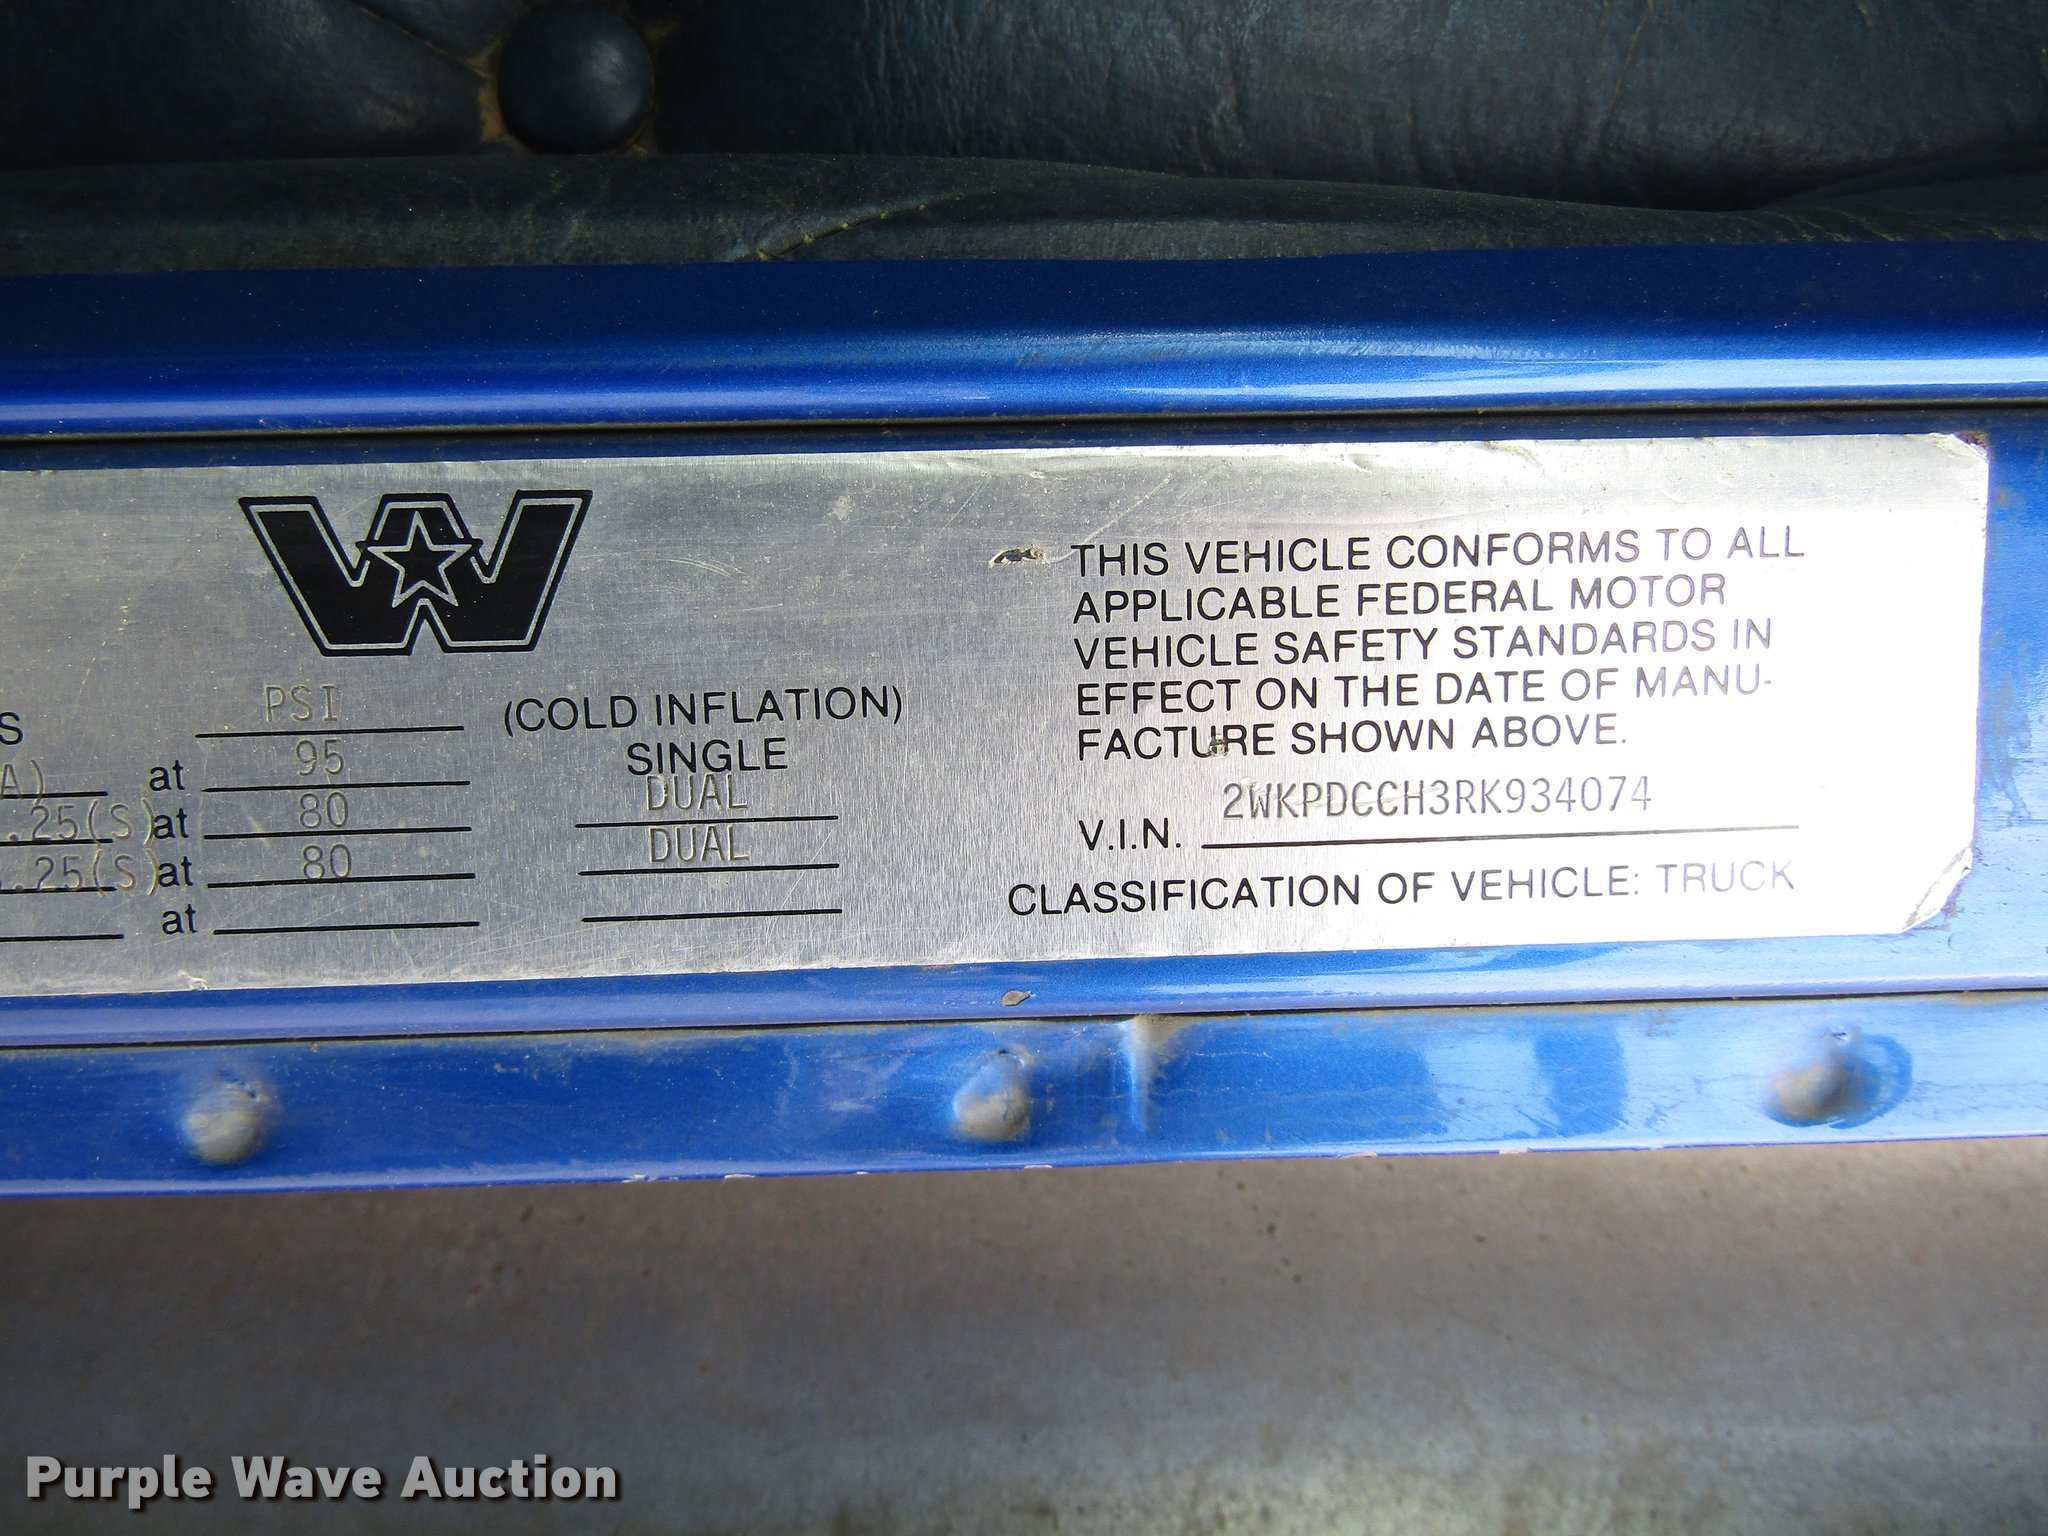 THIS VEHICLE CONFORMS TO ALL
APPLICABLE FEDERAL MOTOR
VEHICLE SAFETY STANDARDS IN
EFFECT ON THE DATE OF MANU-
FACTURE SHOWN ABOVE.
V.I.N. 2WKPDCCH3RK934074
CLASSIFICATION OF VEHICLE: TRUCK
S PSI (COLD INFLATION)
A) at 95 SINGLE
.25(S) at 80 DUAL
.25(S) at 80 DUAL
at
Purple Wave Auction